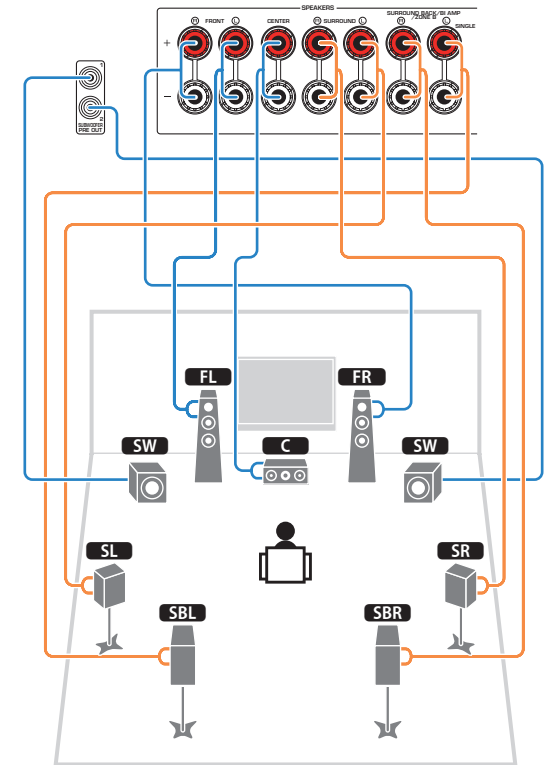 SPEAKERS
R FRONT L CENTER R SURROUND L SURROUND BACK/BI AMP
/ZONE B
R L SINGLE
+
−
1
2
SUBWOOFER
PRE OUT
FL FR
SW C SW
SL SR
SBL SBR